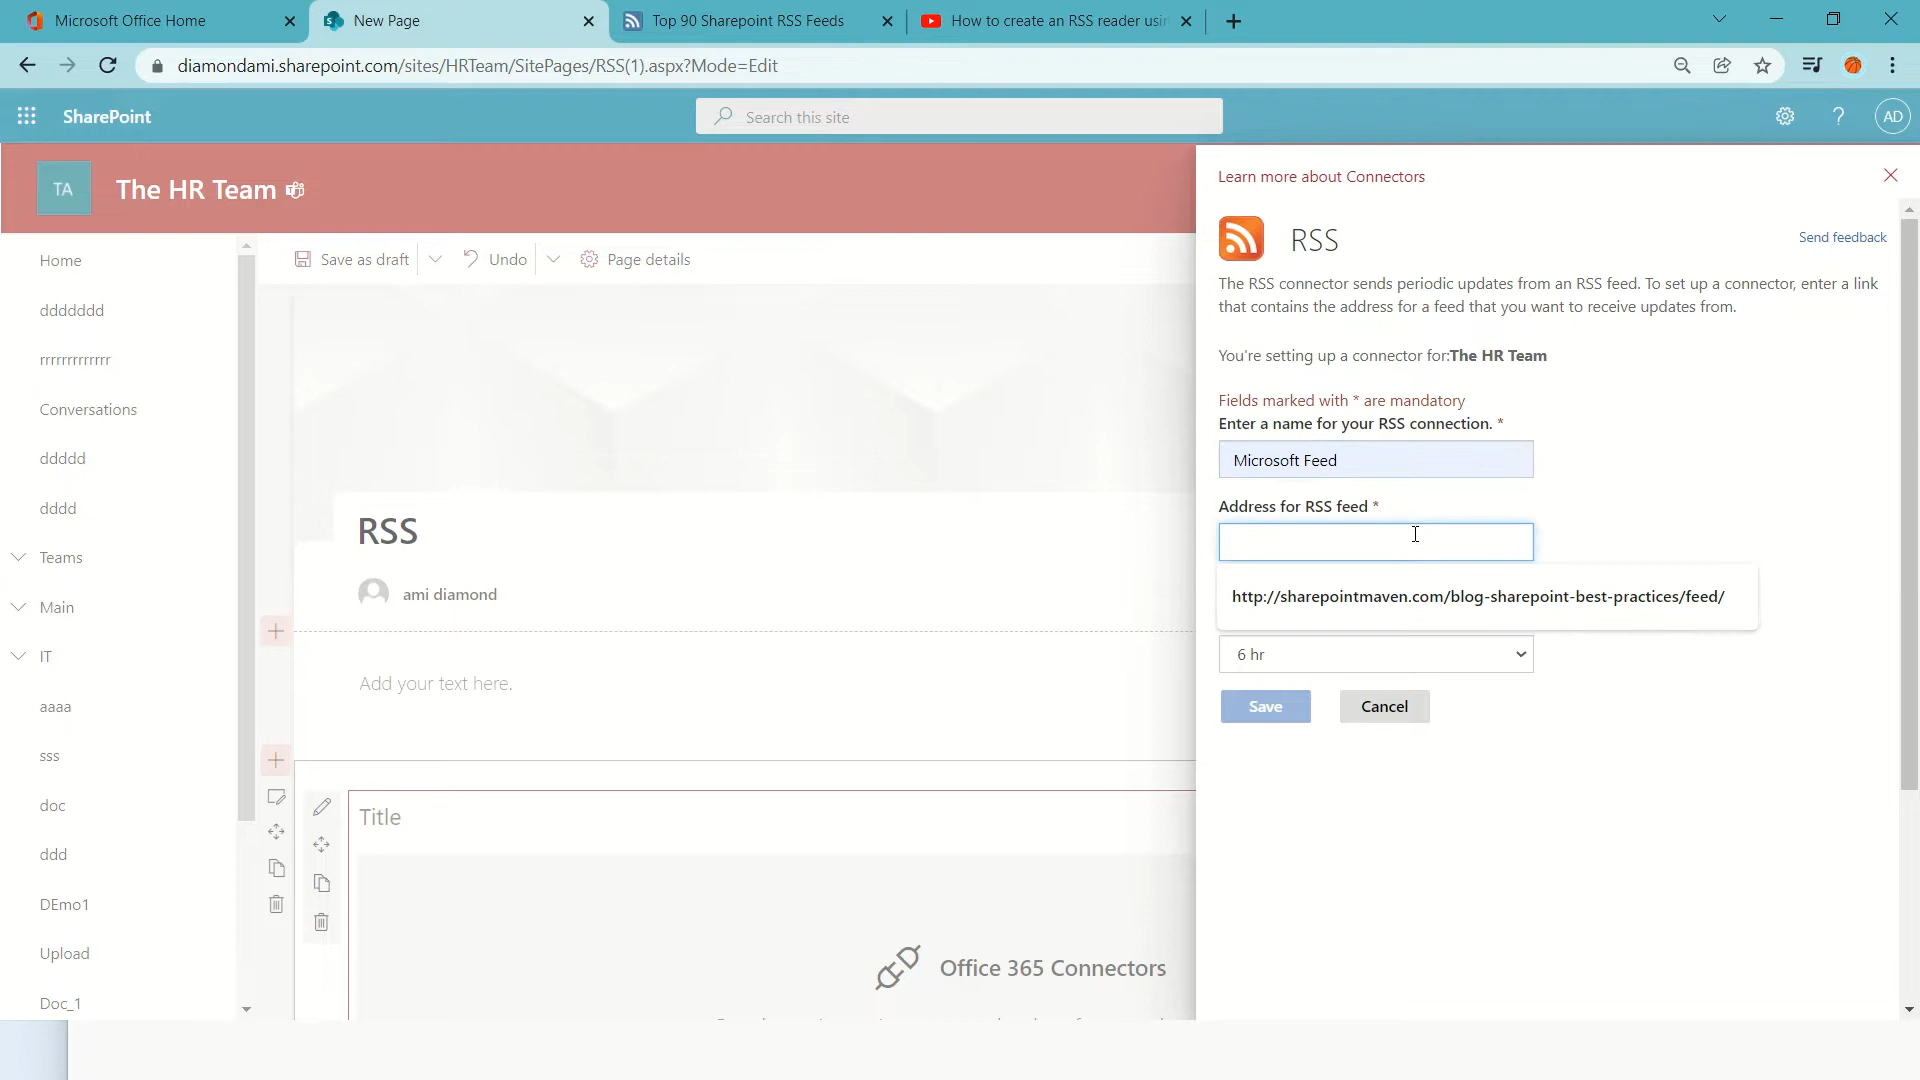 Microsoft Office Home
New Page
Top 90 Sharepoint RSS Feeds
How to create an RSS reader usin
diamondami.sharepoint.com/sites/HRTeam/SitePages/RSS(1).aspx?Mode=Edit
SharePoint
Search this site
?
AD
TA
The HR Team
Home
ddddddd
rrrrrrrrrrrrr
Conversations
ddddd
dddd
Teams
Main
IT
aaaa
sss
doc
ddd
DEmo1
Upload
Doc_1
Save as draft
Undo
Page details
RSS
ami diamond
Add your text here.
Title
Office 365 Connectors
Learn more about Connectors
RSS
Send feedback
The RSS connector sends periodic updates from an RSS feed. To set up a connector, enter a link
that contains the address for a feed that you want to receive updates from.
You're setting up a connector for:The HR Team
Fields marked with * are mandatory
Enter a name for your RSS connection. *
Microsoft Feed
Address for RSS feed *
http://sharepointmaven.com/blog-sharepoint-best-practices/feed/
6 hr
Save
Cancel